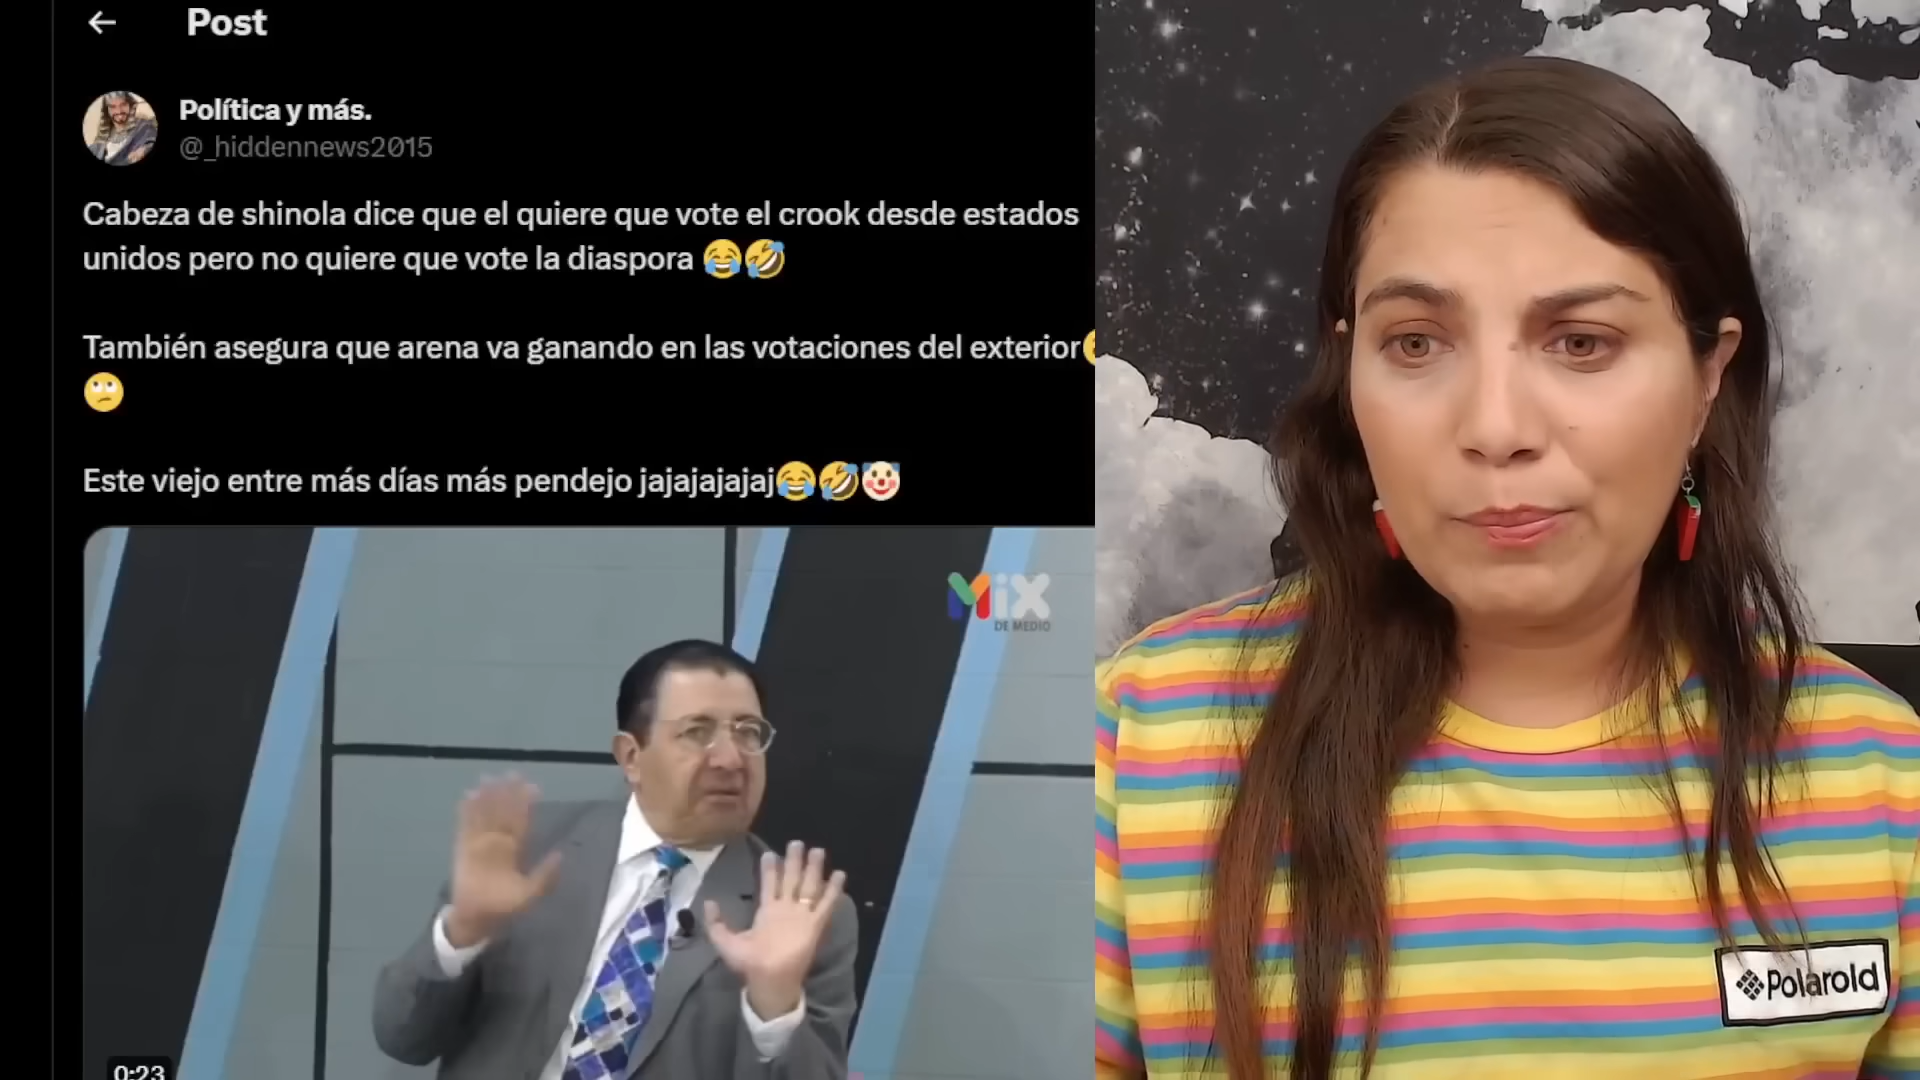 Post
Política y más.
@_hiddennews2015
Cabeza de shinola dice que el quiere que vote el crook desde estados
unidos pero no quiere que vote la diaspora 😂🤣
También asegura que arena va ganando en las votaciones del exterior
🙄
Este viejo entre más días más pendejo jajajajajaj😂🤣🤡
MiX
DE MEDIO
0:23
Polaroid